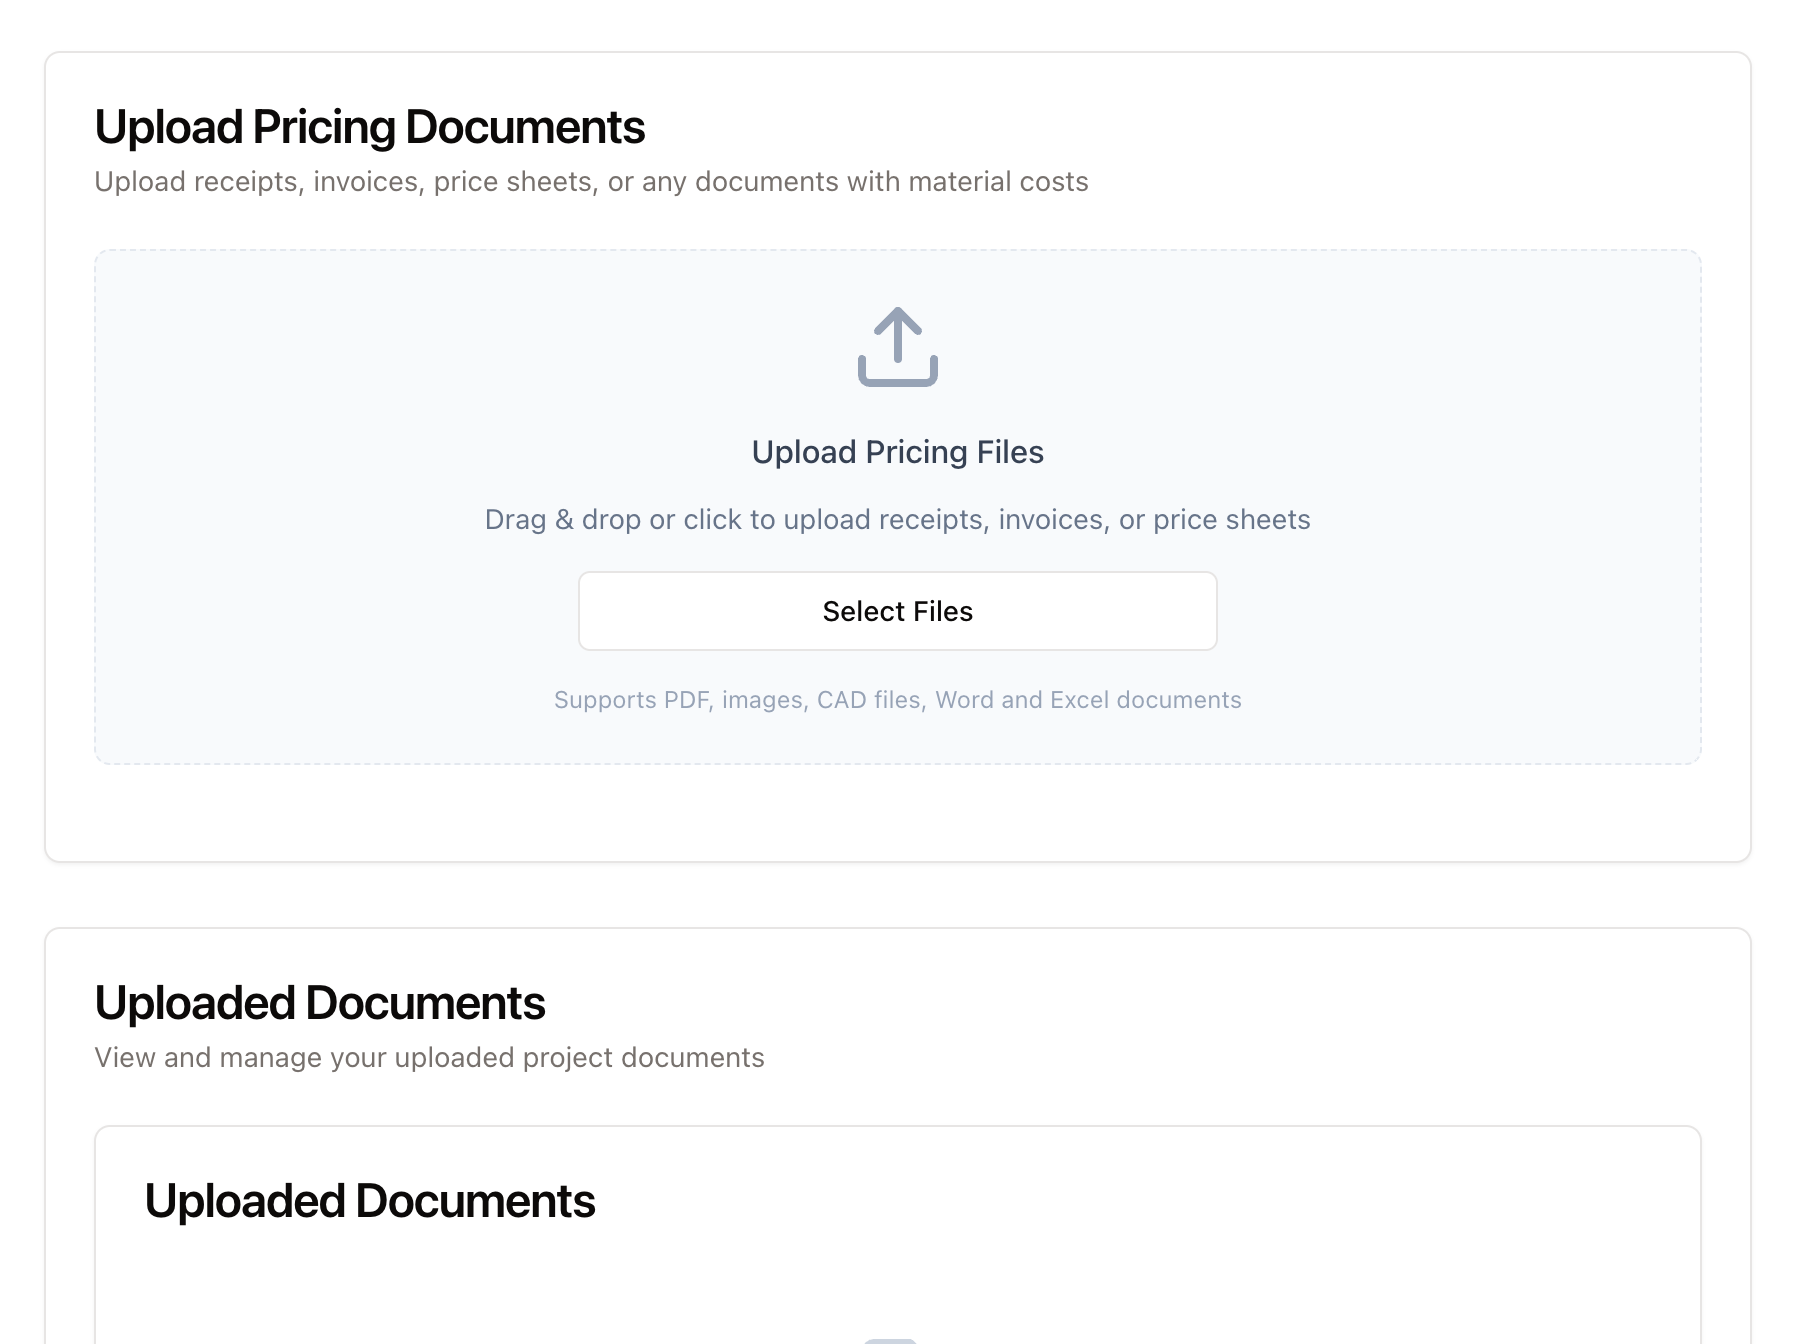 Upload Pricing Documents
Upload receipts, invoices, price sheets, or any documents with material costs
Upload Pricing Files
Drag & drop or click to upload receipts, invoices, or price sheets
Select Files
Supports PDF, images, CAD files, Word and Excel documents
Uploaded Documents
View and manage your uploaded project documents
Uploaded Documents